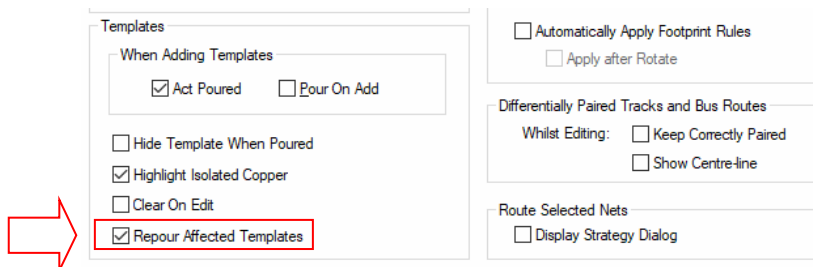 Templates
When Adding Templates
Act Poured
Pour On Add
Hide Template When Poured
Highlight Isolated Copper
Clear On Edit
Repour Affected Templates
Automatically Apply Footprint Rules
Apply after Rotate
Differentially Paired Tracks and Bus Routes
Whilst Editing:
Keep Correctly Paired
Show Centre-line
Route Selected Nets
Display Strategy Dialog